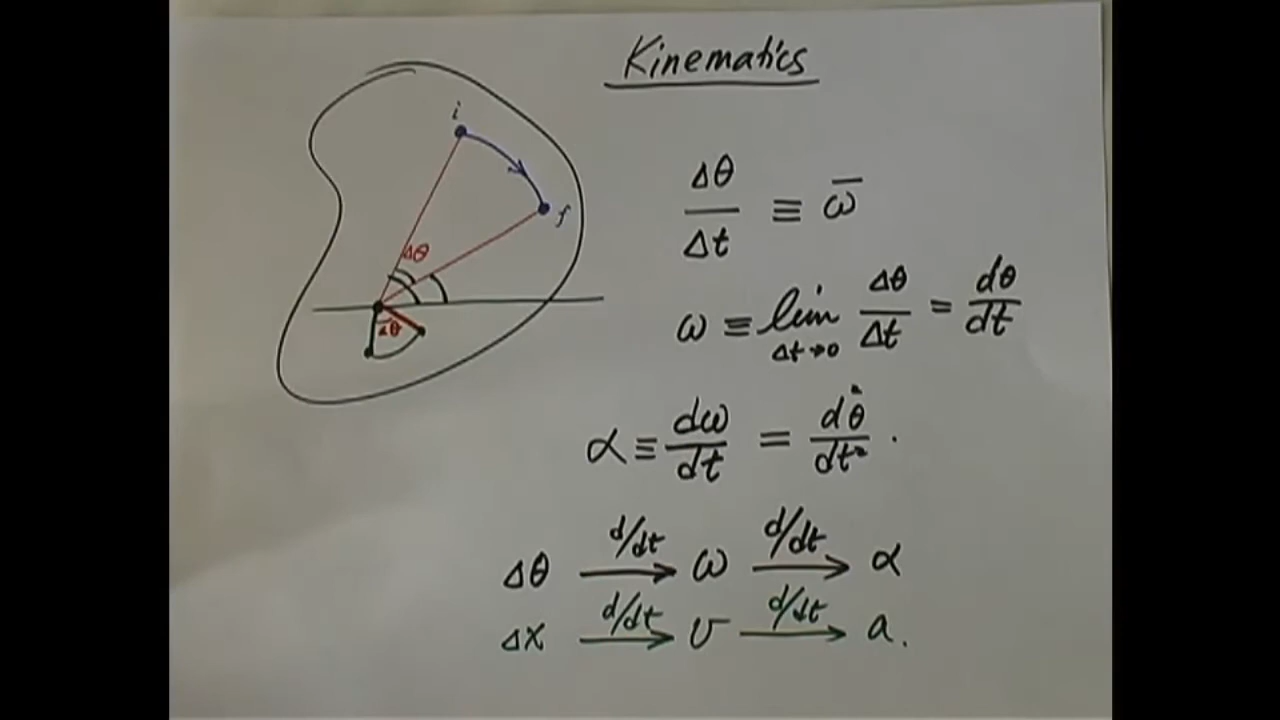 Kinematics
i
f
Δθ
Δθ
Δθ/Δt ≡ ω̄
ω ≡ lim Δt→0 Δθ/Δt = dθ/dt
α ≡ dω/dt = d²θ/dt².
Δθ d/dt→ ω d/dt→ α
Δx d/dt→ v d/dt→ a.